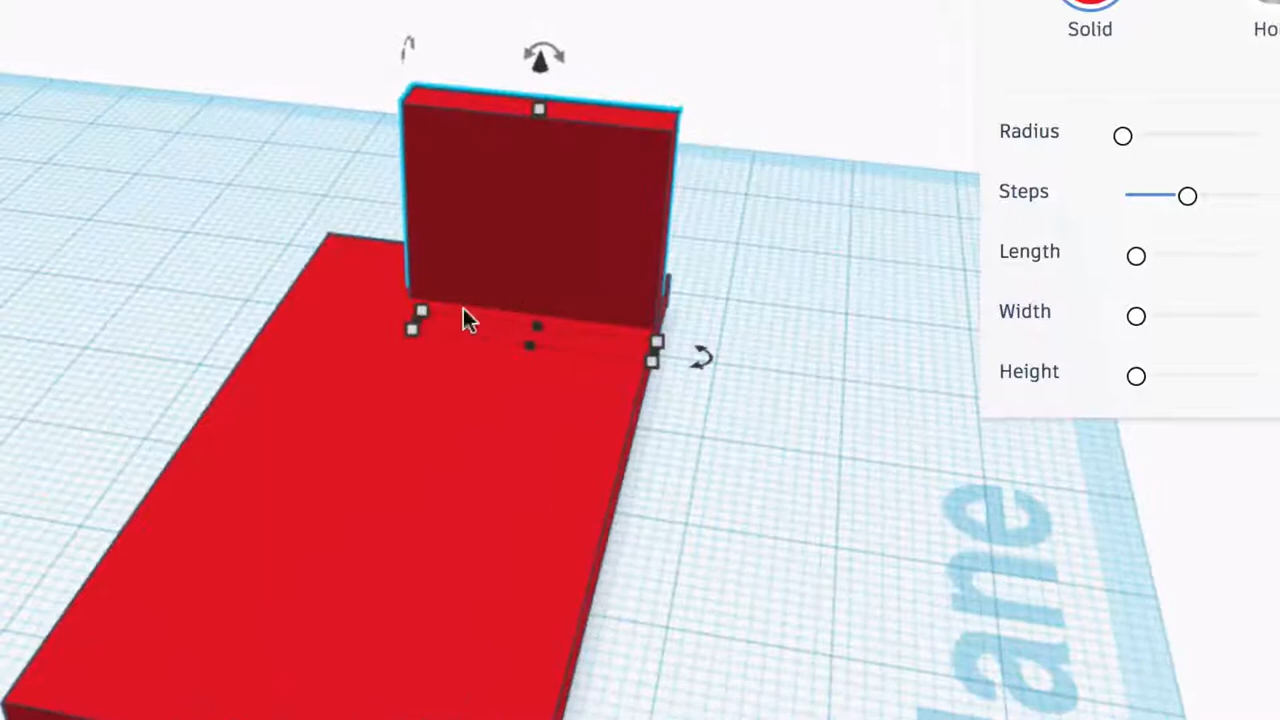 Solid
Ho
Radius
Steps
Length
Width
Height
lane